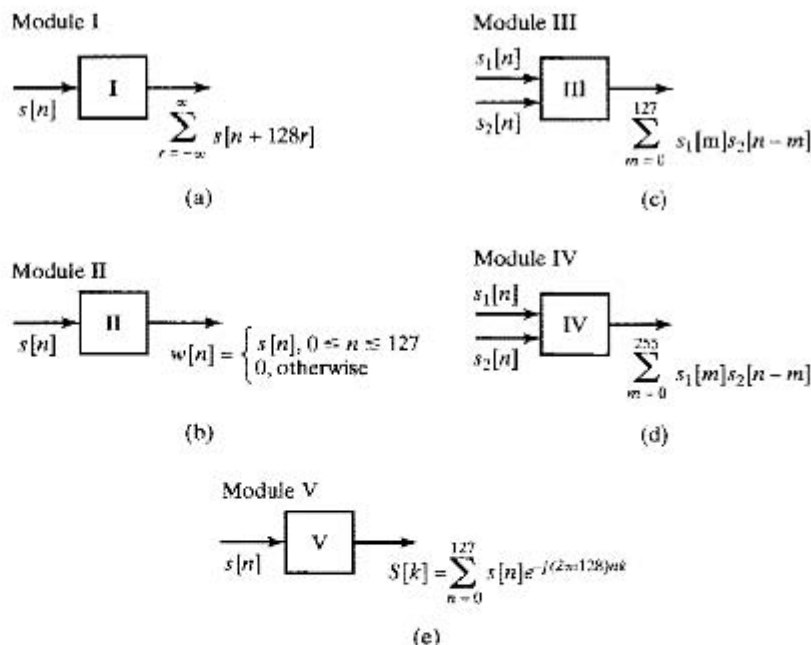 Module I
s[n]
I
∞
∑ s[n + 128r]
r = −∞
(a)
Module III
s₁[n]
s₂[n]
III
127
∑ s₁[m]s₂[n − m]
m = 0
(c)
Module II
s[n]
II
w[n] = { s[n], 0 ≤ n ≤ 127
0, otherwise
(b)
Module IV
s₁[n]
s₂[n]
IV
255
∑ s₁[m]s₂[n − m]
m = 0
(d)
Module V
s[n]
V
127
S[k] = ∑ s[n]e^−j(2π/128)nk
n = 0
(e)